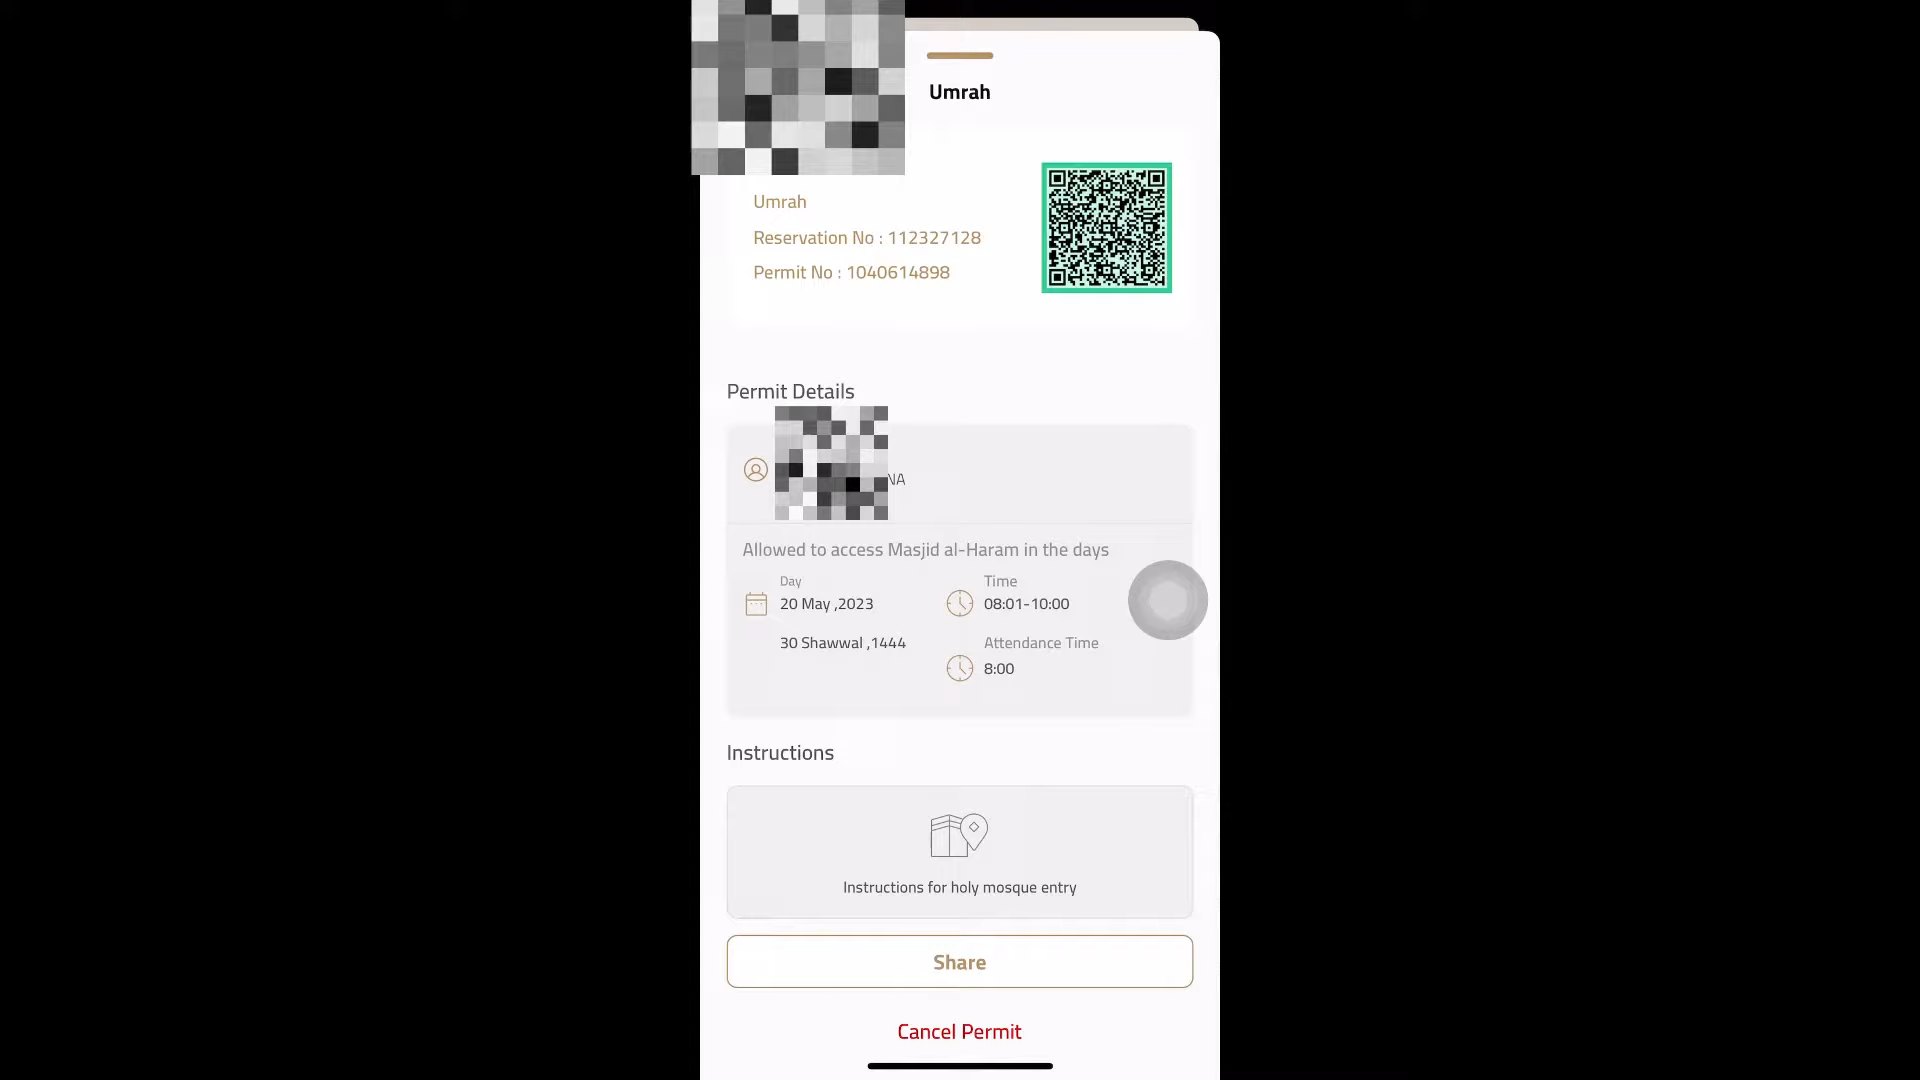 Umrah
Umrah
Reservation No : 112327128
Permit No : 1040614898
Permit Details
NA
Allowed to access Masjid al-Haram in the days
Day
20 May ,2023
30 Shawwal ,1444
Time
08:01-10:00
Attendance Time
8:00
Instructions
Instructions for holy mosque entry
Share
Cancel Permit